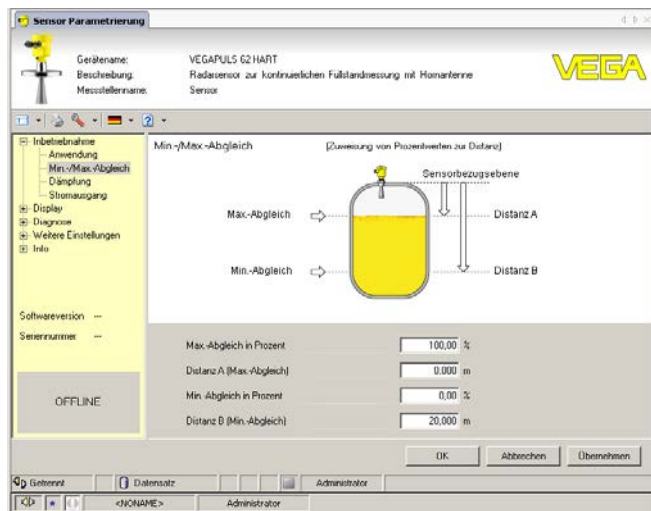 Sensor Parametrierung
Gerätename: VEGAPULS 62 HART
Beschreibung: Radarsensor zur kontinuierlichen Füllstandmessung mit Hornantenne
Messstellenname: Sensor
VEGA
Inbetriebnahme
Anwendung
Min.-/Max.-Abgleich
Dämpfung
Stromausgang
Display
Diagnose
Weitere Einstellungen
Info
Softwareversion ---
Seriennummer ---
OFFLINE
Min.-/Max.-Abgleich (Zuweisung von Prozentwerten zur Distanz)
Sensorbezugsebene
Max.-Abgleich Distanz A
Min.-Abgleich Distanz B
Max.-Abgleich in Prozent 100,00 %
Distanz A (Max.-Abgleich) 0,000 m
Min.-Abgleich in Prozent 0,00 %
Distanz B (Min.-Abgleich) 20,000 m
OK Abbrechen Übernehmen
Getrennt Datensatz Administrator
<NONAME> Administrator